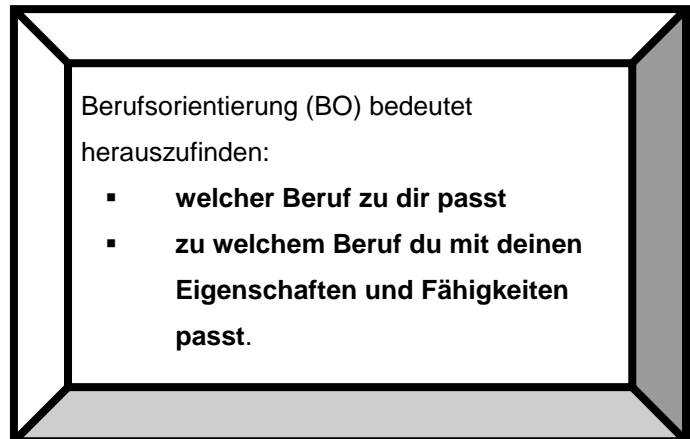 Berufsorientierung (BO) bedeutet
herauszufinden:
▪ welcher Beruf zu dir passt
▪ zu welchem Beruf du mit deinen
Eigenschaften und Fähigkeiten
passt.